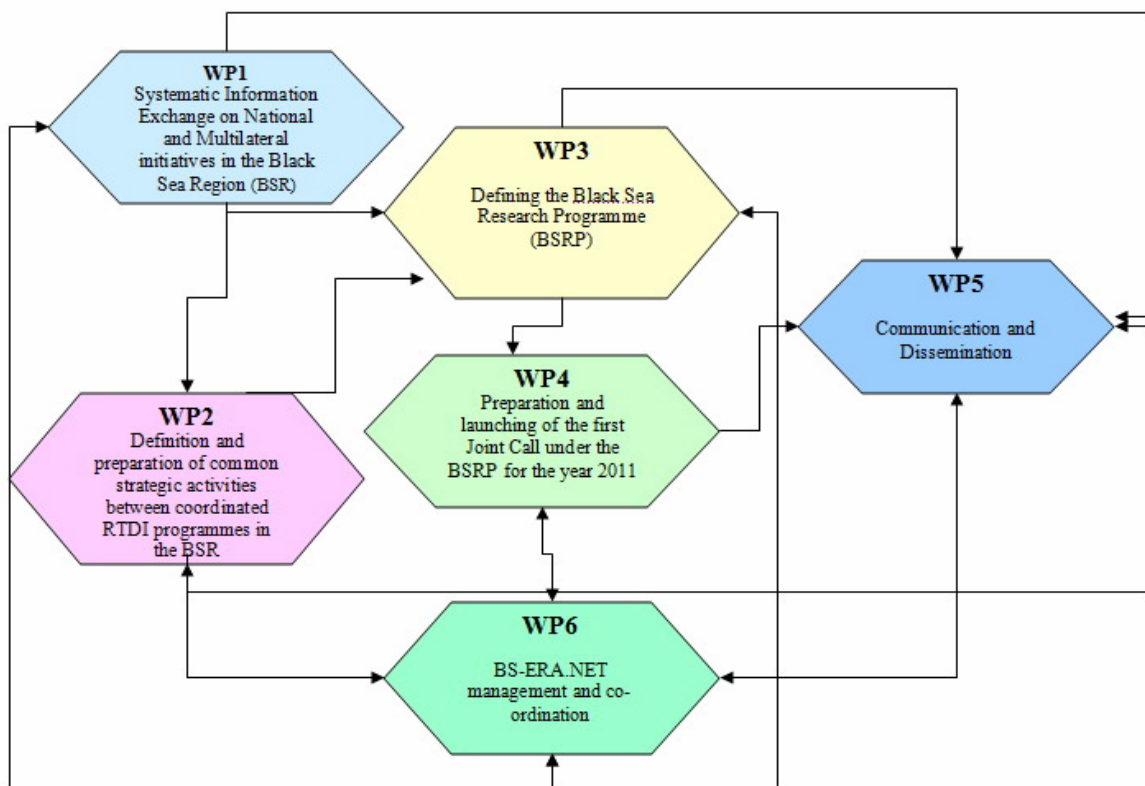 WP1
Systematic Information
Exchange on National
and Multilateral
initiatives in the Black
Sea Region (BSR)
WP3
Defining the Black Sea
Research Programme
(BSRP)
WP5
Communication and
Dissemination
WP4
Preparation and
launching of the first
Joint Call under the
BSRP for the year 2011
WP2
Definition and
preparation of common
strategic activities
between coordinated
RTDI programmes in
the BSR
WP6
BS-ERA.NET
management and co-
ordination